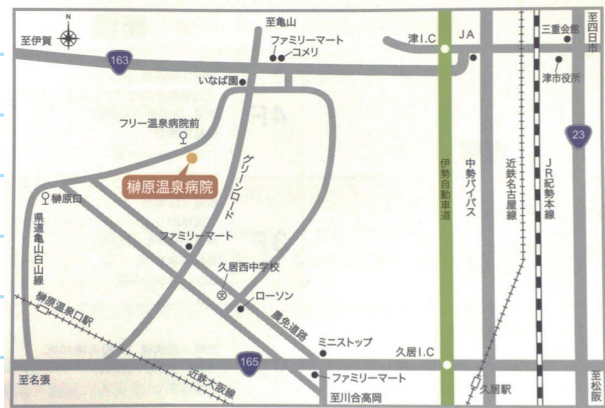 至亀山
至伊賀
163
ファミリーマート
コメリ
津I.C
JA
三重会館
至四日市
津市役所
いなば園
23
フリー温泉病院前
榊原温泉病院
グリーンロード
伊勢自動車道
中勢バイパス
近鉄名古屋線
JR紀勢本線
榊原口
県道亀山白山線
ファミリーマート
久居西中学校
文
ローソン
農免道路
榊原温泉口駅
ミニストップ
165
久居I.C
至名張
近鉄大阪線
ファミリーマート
至川合高岡
久居駅
至松阪